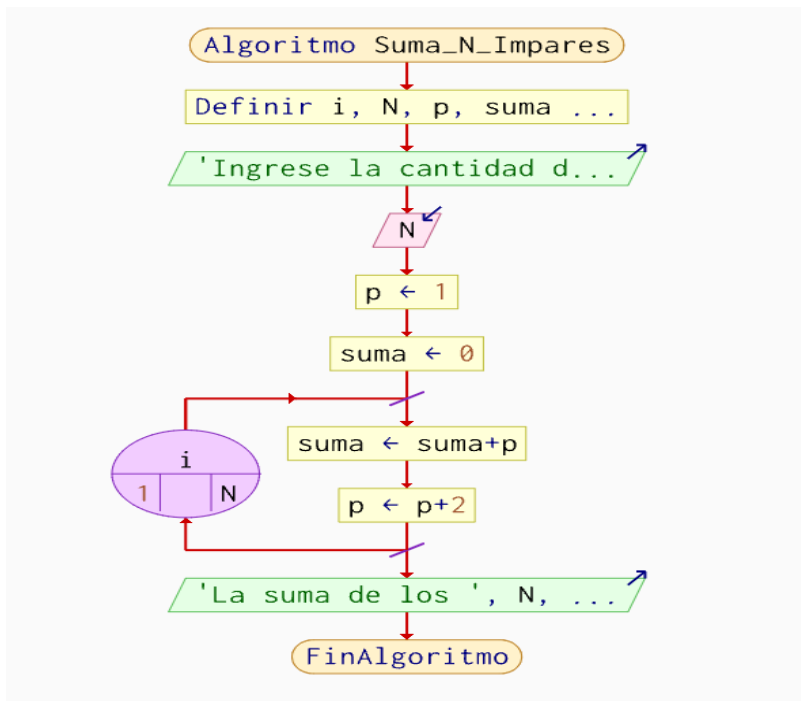 Algoritmo Suma_N_Impares
Definir i, N, p, suma ...
'Ingrese la cantidad d...
N
p ← 1
suma ← 0
suma ← suma+p
i
1 N
p ← p+2
'La suma de los ', N, ...
FinAlgoritmo